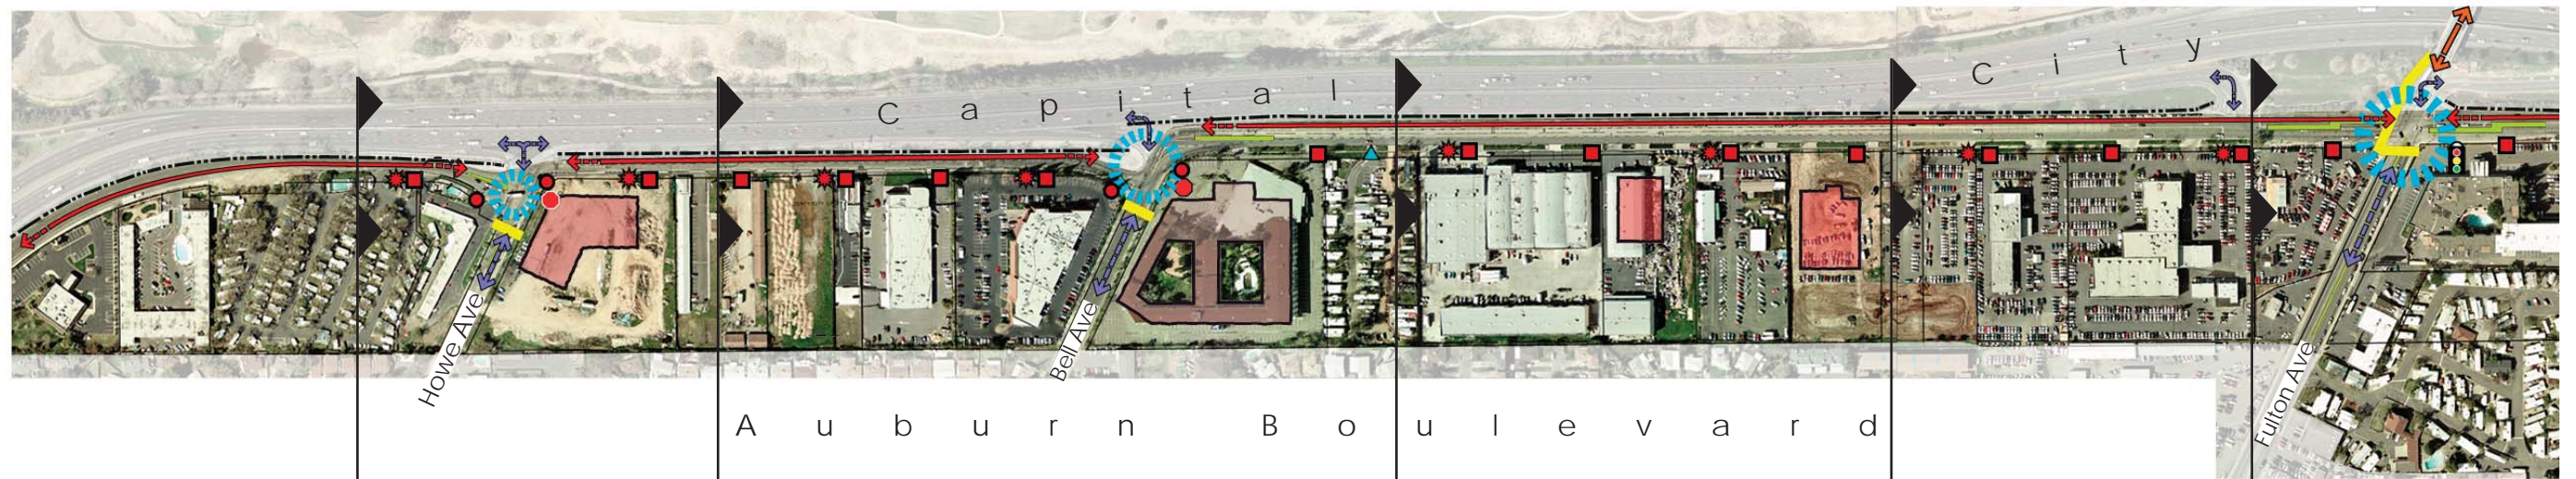 Capital City
Howe Ave
Bell Ave
Fulton Ave
Auburn Boulevard